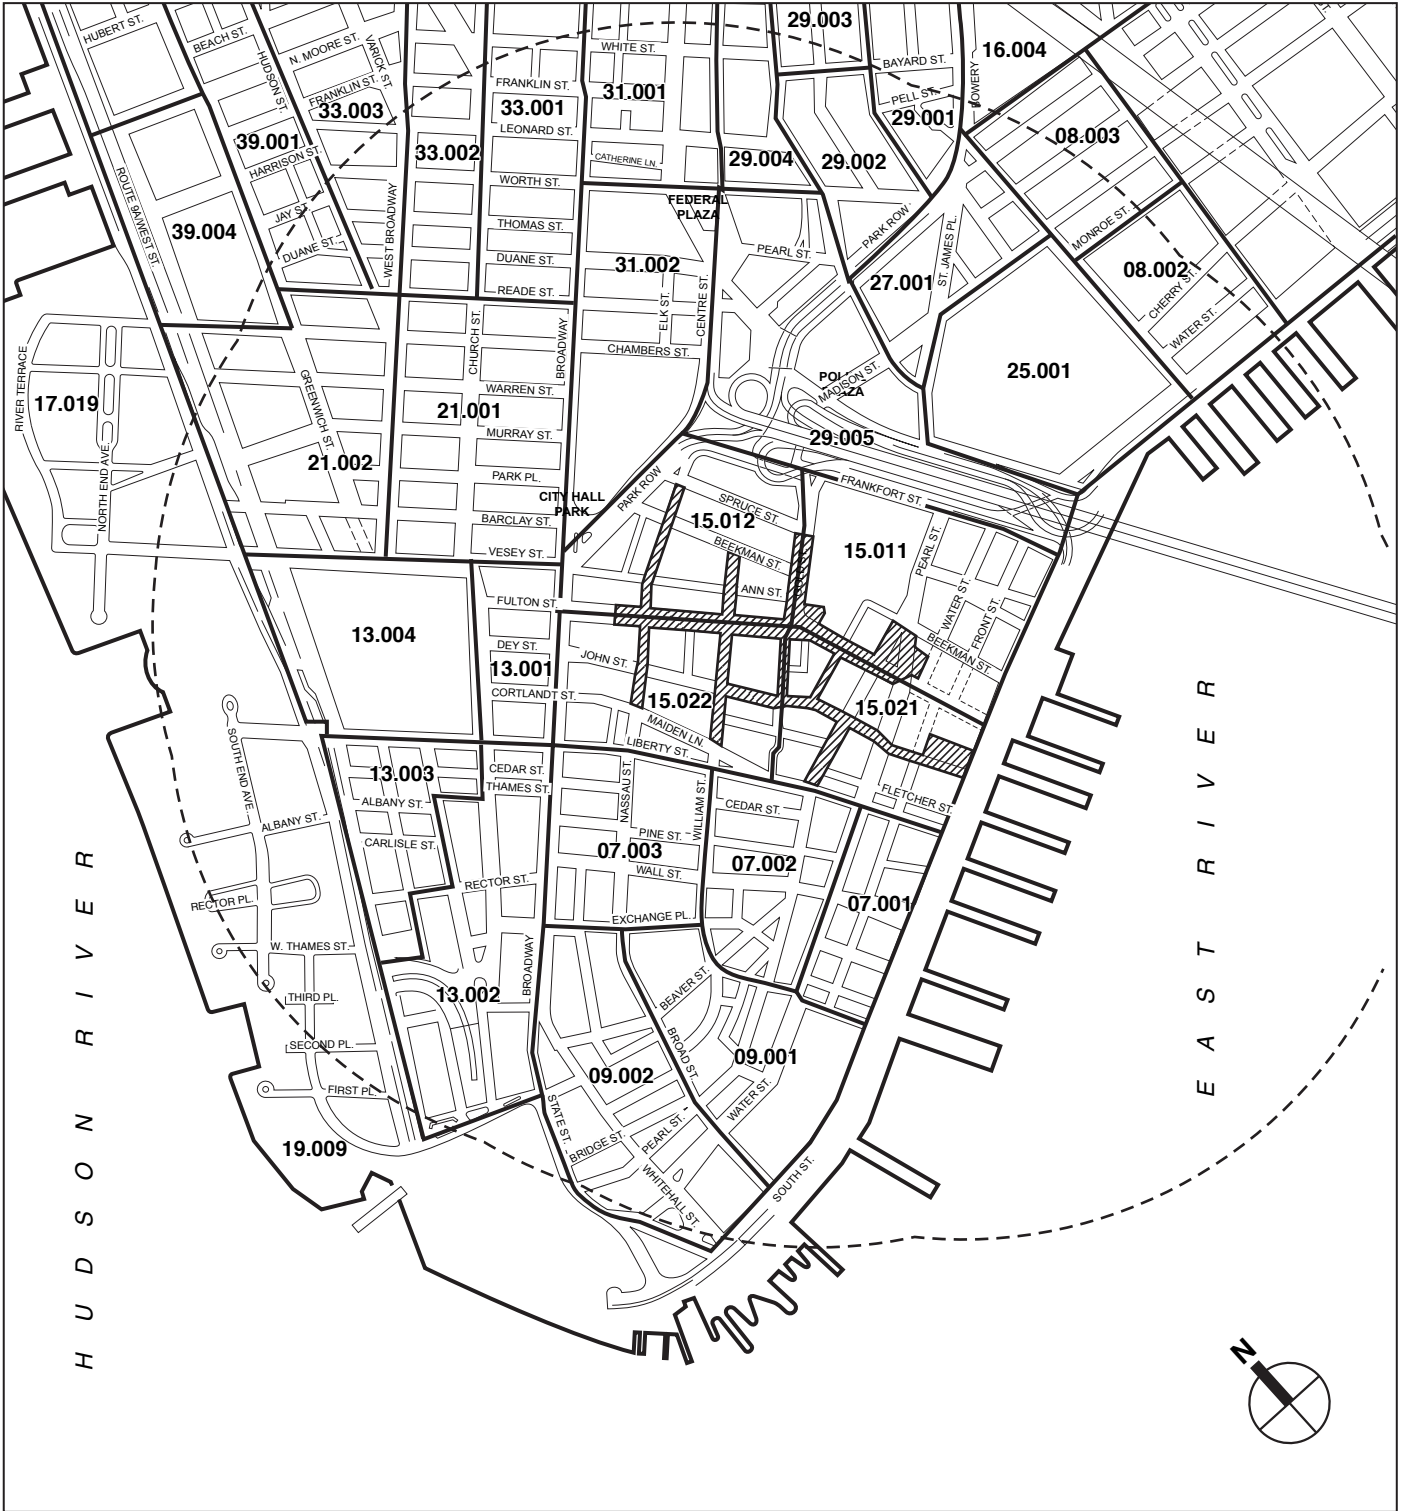 HUBERT ST.
BEACH ST.
HUDSON ST.
N. MOORE ST.
VARICK ST.
FRANKLIN ST.
33.003
39.001
HARRISON ST.
JAY ST.
DUANE ST.
39.004
ROUTE 9A/WEST ST.
WEST BROADWAY
33.002
FRANKLIN ST.
33.001
LEONARD ST.
WORTH ST.
THOMAS ST.
DUANE ST.
READE ST.
WHITE ST.
31.001
CATHERINE LN.
29.003
BAYARD ST.
PELL ST.
29.001
BOWERY
16.004
08.003
29.004
29.002
FEDERAL
PLAZA
PARK ROW
PEARL ST.
31.002
ELK ST.
CENTRE ST.
CHAMBERS ST.
27.001
ST. JAMES PL.
MONROE ST.
08.002
CHERRY ST.
WATER ST.
25.001
MADISON ST.
29.005
RIVER TERRACE
17.019
NORTH END AVE.
GREENWICH ST.
21.002
CHURCH ST.
BROADWAY
WARREN ST.
21.001
MURRAY ST.
PARK PL.
BARCLAY ST.
VESEY ST.
CITY HALL
PARK
PARK ROW
FRANKFORT ST.
SPRUCE ST.
15.012
BEEKMAN ST.
ANN ST.
15.011
PEARL ST.
WATER ST.
FRONT ST.
BEEKMAN ST.
13.004
FULTON ST.
DEY ST.
13.001
CORTLANDT ST.
JOHN ST.
15.022
MAIDEN LN.
LIBERTY ST.
15.021
FLETCHER ST.
SOUTH END AVE.
13.003
ALBANY ST.
ALBANY ST.
CARLISLE ST.
CEDAR ST.
THAMES ST.
NASSAU ST.
WILLIAM ST.
CEDAR ST.
PINE ST.
07.003
WALL ST.
07.002
07.001
RECTOR ST.
EXCHANGE PL.
RECTOR PL.
W. THAMES ST.
THIRD PL.
SECOND PL.
FIRST PL.
BROADWAY
13.002
BEAVER ST.
BROAD ST.
09.001
09.002
WATER ST.
STATE ST.
BRIDGE ST.
PEARL ST.
WHITEHALL ST.
SOUTH ST.
19.009
HUDSON RIVER
EAST RIVER
N